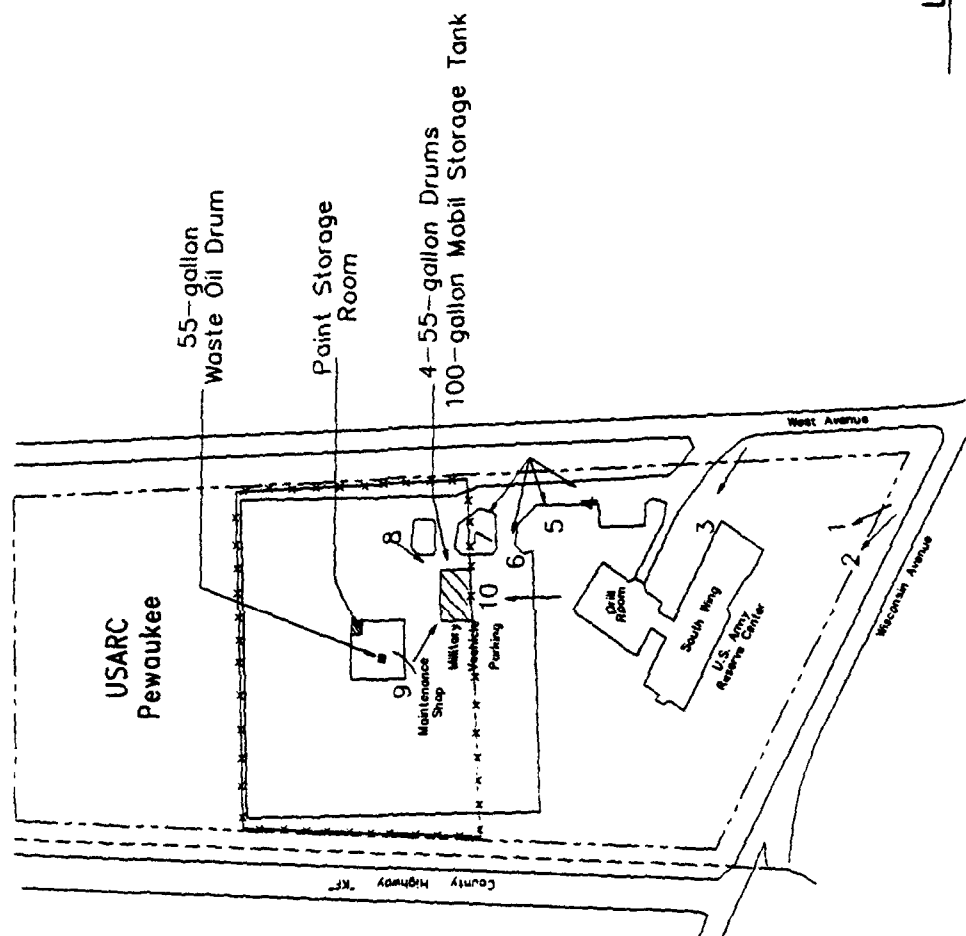 USARC
Pewaukee
55-gallon
Waste Oil Drum
Paint Storage
Room
4-55-gallon Drums
100-gallon Mobil Storage Tank
8
7
6
5
9
10
Maintenance
Shop
Military
Vechicle
Parking
Drill
Room
3
South Wing
U.S. Army
Reserve Center
1
2
West Avenue
Wisconsin Avenue
County Highway "KF"